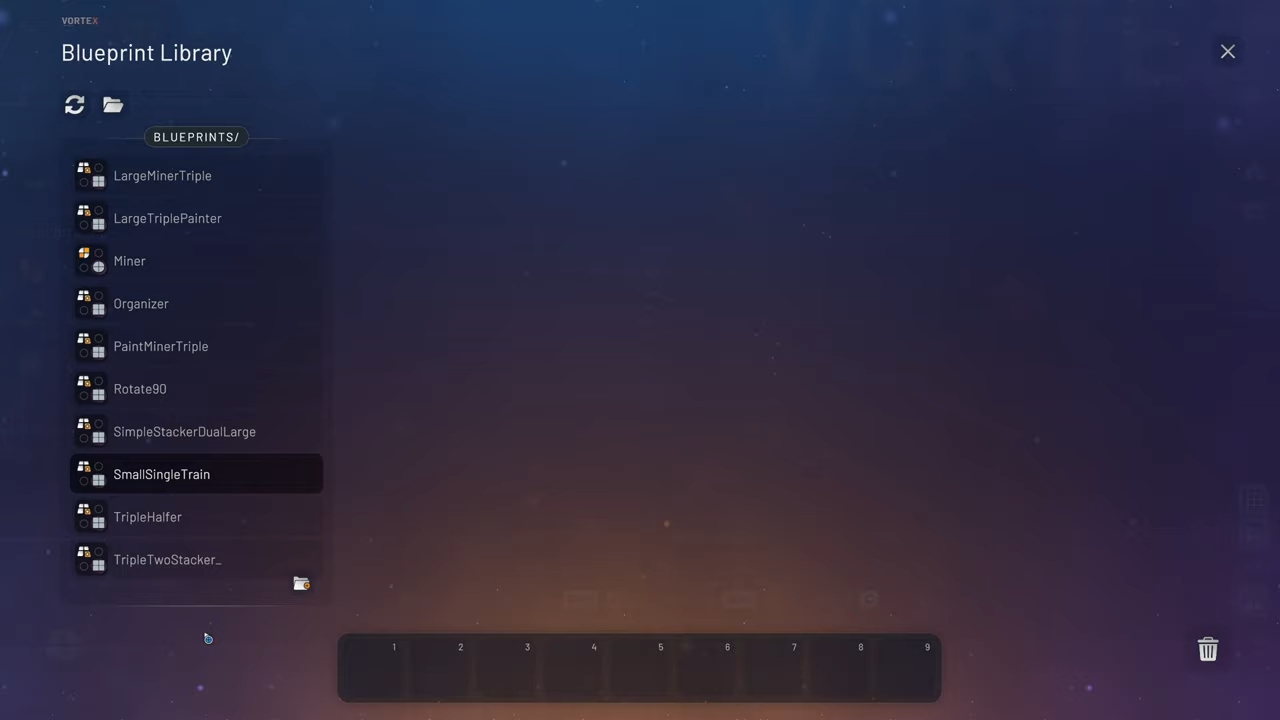 VORTEX
Blueprint Library
BLUEPRINTS/
LargeMinerTriple
LargeTriplePainter
Miner
Organizer
PaintMinerTriple
Rotate90
SimpleStackerDualLarge
SmallSingleTrain
TripleHalfer
TripleTwoStacker_
1 2 3 4 5 6 7 8 9